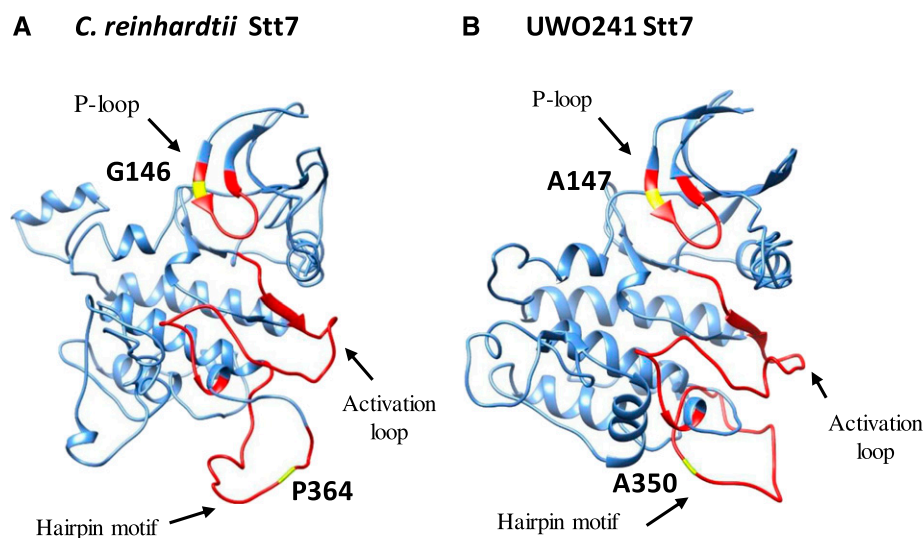 A C. reinhardtii Stt7
P-loop
G146
Activation
loop
P364
Hairpin motif
B UWO241 Stt7
P-loop
A147
Activation
loop
A350
Hairpin motif